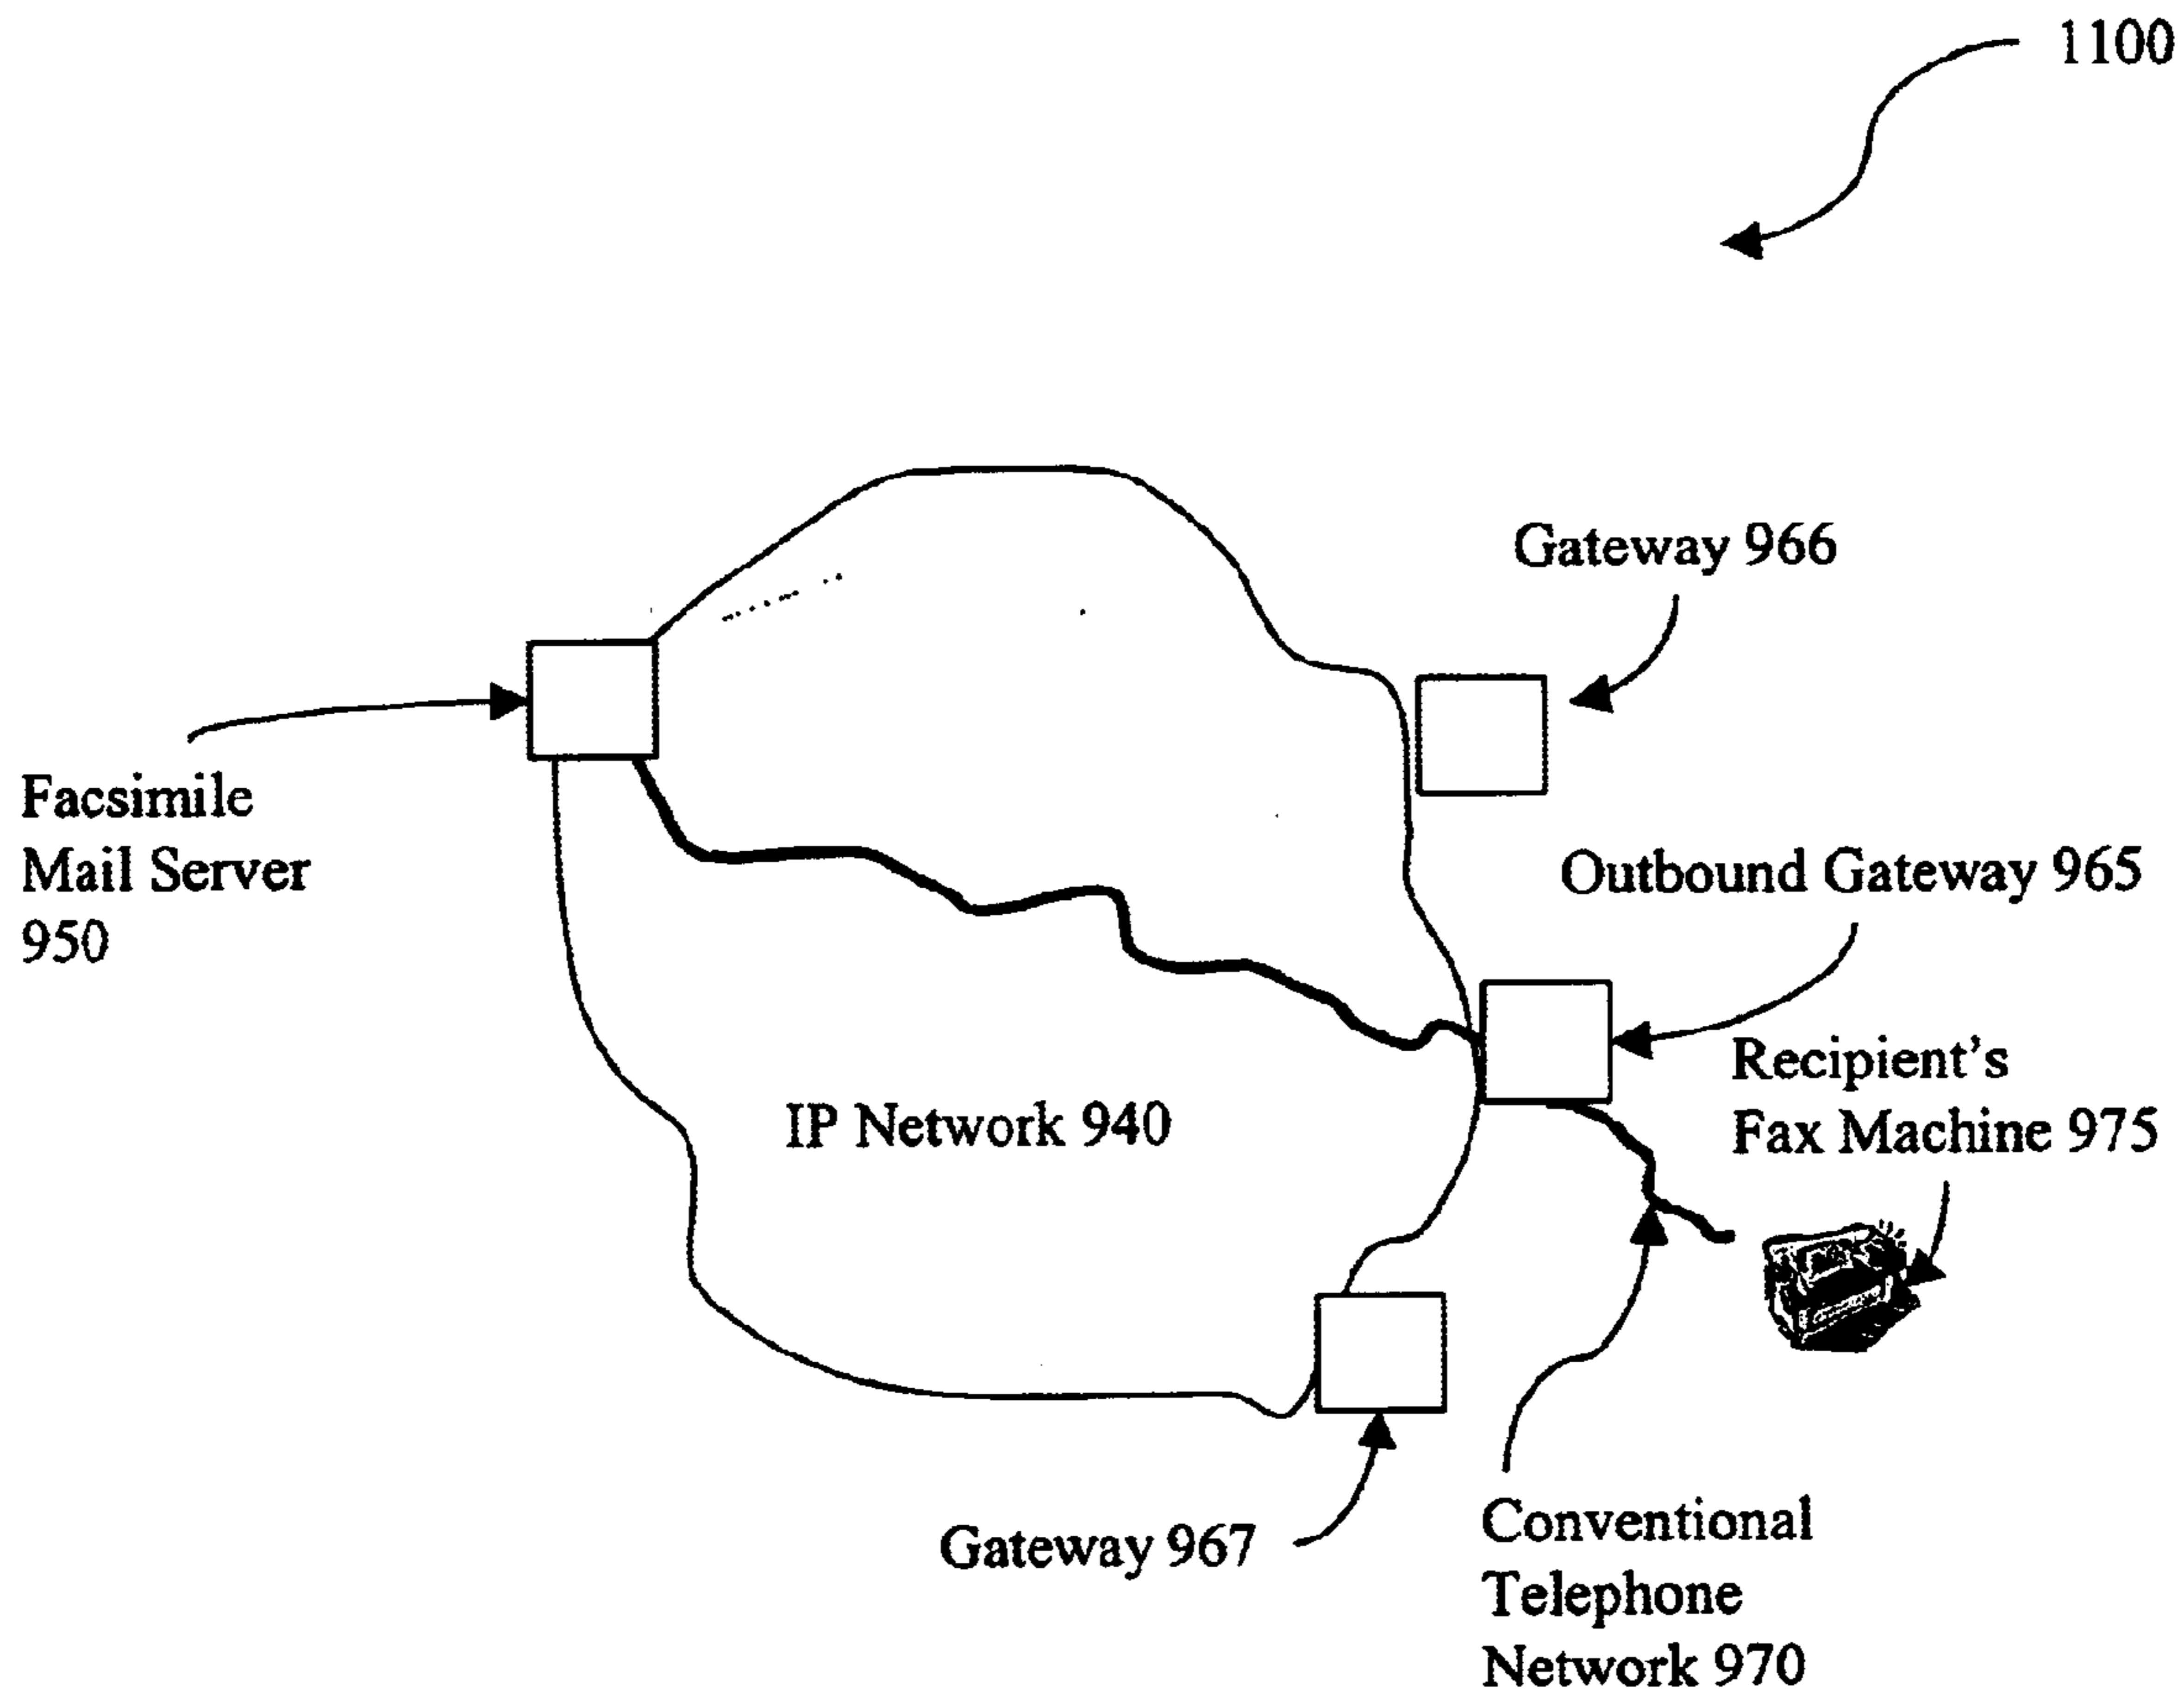 1100
Gateway 966
Facsimile
Mail Server
950
Outbound Gateway 965
Recipient's
Fax Machine 975
IP Network 940
Gateway 967
Conventional
Telephone
Network 970